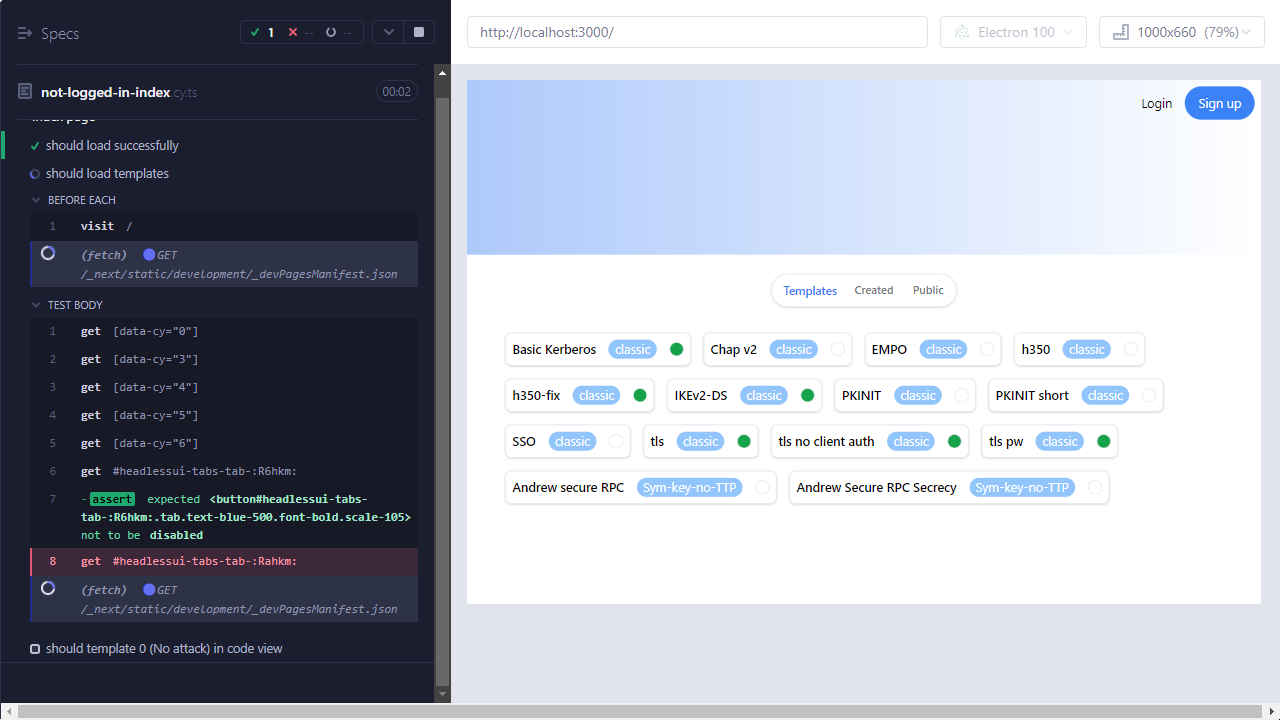 Specs
1
--
--
http://localhost:3000/
Electron 100
1000x660 (79%)
not-logged-in-index.cy.ts
00:02
index page
should load successfully
should load templates
BEFORE EACH
1 visit /
(fetch) GET
/_next/static/development/_devPagesManifest.json
TEST BODY
1 get [data-cy="0"]
2 get [data-cy="3"]
3 get [data-cy="4"]
4 get [data-cy="5"]
5 get [data-cy="6"]
6 get #headlessui-tabs-tab-:R6hkm:
7 -assert expected <button#headlessui-tabs-
tab-:R6hkm:.tab.text-blue-500.font-bold.scale-105>
not to be disabled
8 get #headlessui-tabs-tab-:Rahkm:
(fetch) GET
/_next/static/development/_devPagesManifest.json
should template 0 (No attack) in code view
Login Sign up
Templates Created Public
Basic Kerberos classic Chap v2 classic EMPO classic h350 classic
h350-fix classic IKEv2-DS classic PKINIT classic PKINIT short classic
SSO classic tls classic tls no client auth classic tls pw classic
Andrew secure RPC Sym-key-no-TTP Andrew Secure RPC Secrecy Sym-key-no-TTP